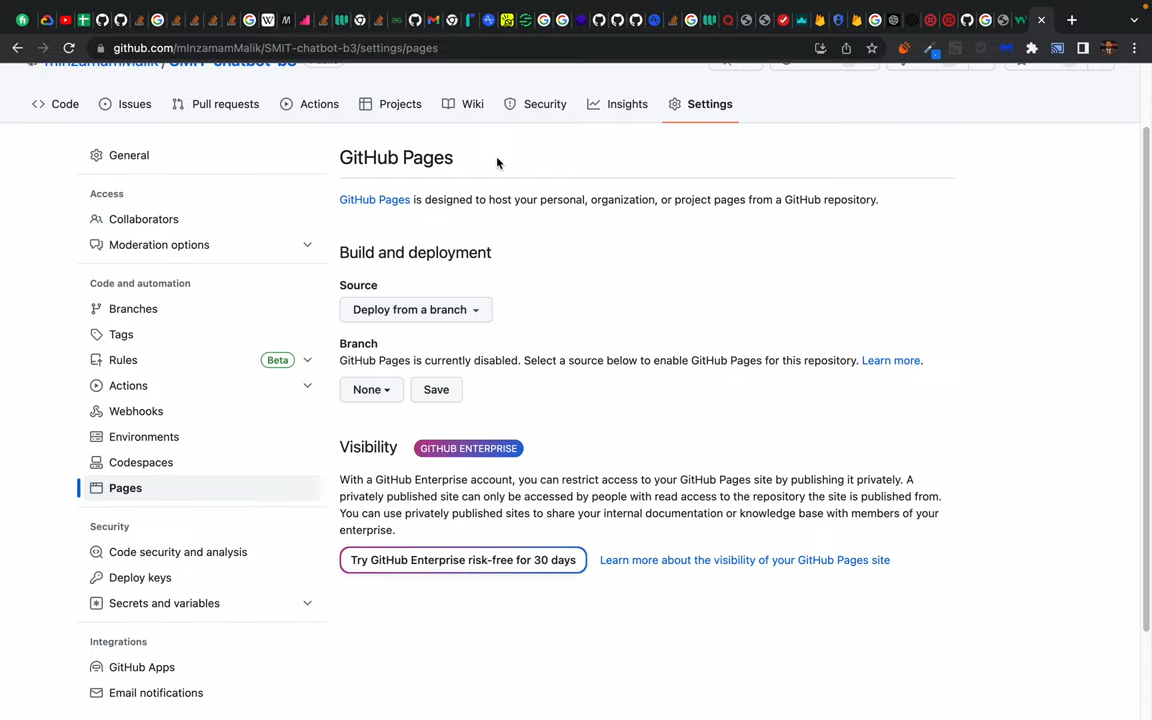 github.com/mInzamamMalik/SMIT-chatbot-b3/settings/pages
mInzamamMalik/SMIT-chatbot-b3
Code
Issues
Pull requests
Actions
Projects
Wiki
Security
Insights
Settings
General
Access
Collaborators
Moderation options
Code and automation
Branches
Tags
Rules Beta
Actions
Webhooks
Environments
Codespaces
Pages
Security
Code security and analysis
Deploy keys
Secrets and variables
Integrations
GitHub Apps
Email notifications
GitHub Pages
GitHub Pages is designed to host your personal, organization, or project pages from a GitHub repository.
Build and deployment
Source
Deploy from a branch
Branch
GitHub Pages is currently disabled. Select a source below to enable GitHub Pages for this repository. Learn more.
None Save
Visibility GITHUB ENTERPRISE
With a GitHub Enterprise account, you can restrict access to your GitHub Pages site by publishing it privately. A
privately published site can only be accessed by people with read access to the repository the site is published from.
You can use privately published sites to share your internal documentation or knowledge base with members of your
enterprise.
Try GitHub Enterprise risk-free for 30 days Learn more about the visibility of your GitHub Pages site